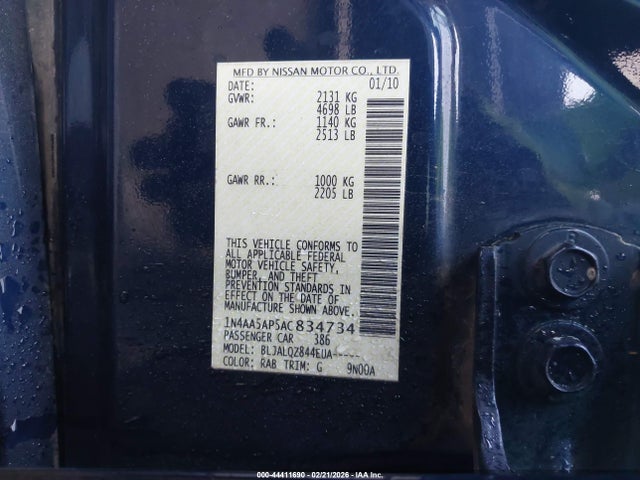 MFD BY NISSAN MOTOR CO., LTD.
DATE: 01/10
GVWR: 2131 KG
4698 LB
GAWR FR.: 1140 KG
2513 LB
GAWR RR.: 1000 KG
2205 LB
THIS VEHICLE CONFORMS TO
ALL APPLICABLE FEDERAL
MOTOR VEHICLE SAFETY,
BUMPER, AND THEFT
PREVENTION STANDARDS IN
EFFECT ON THE DATE OF
MANUFACTURE SHOWN ABOVE.
1N4AA5AP5AC834734
PASSENGER CAR 386
MODEL: BLJALQZ844EUA-----
COLOR: RAB TRIM: G 9N00A
000-44411690 - 02/21/2026 - IAA Inc.